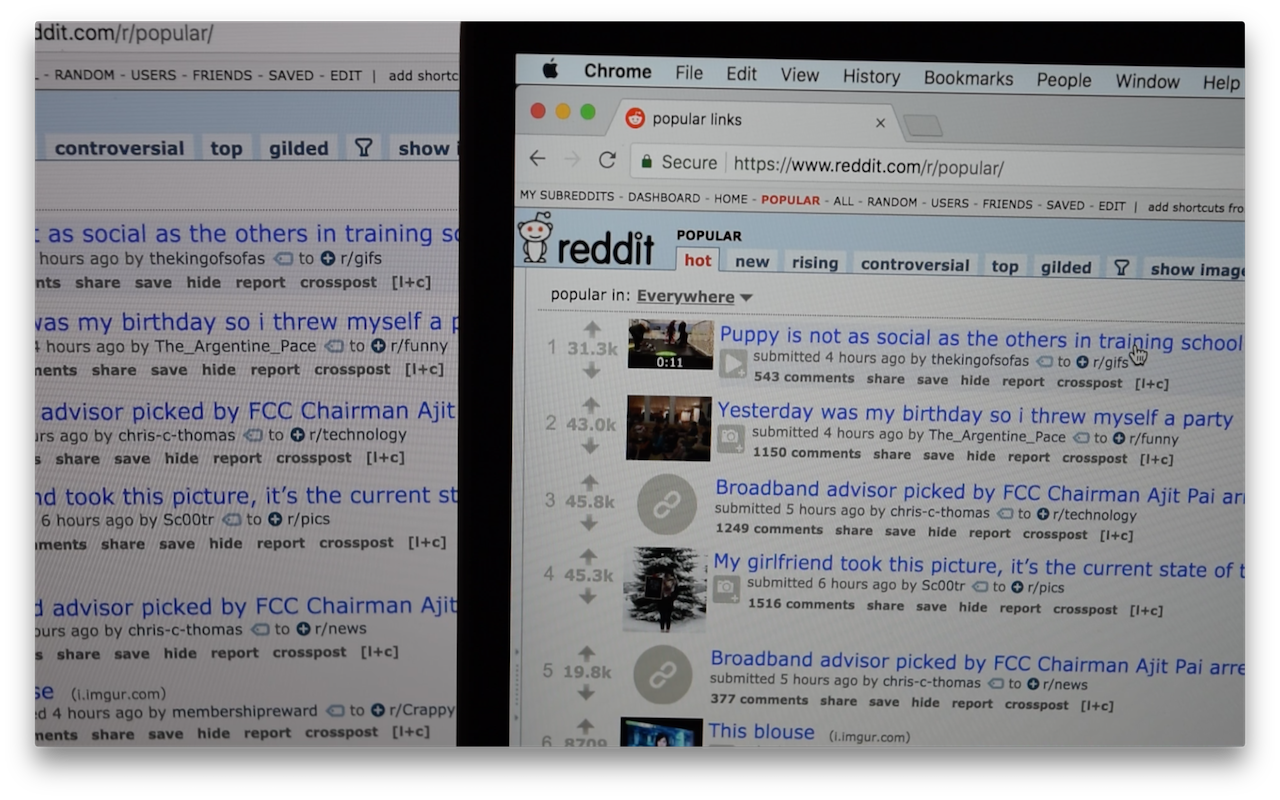 ddit.com/r/popular/
- RANDOM - USERS - FRIENDS - SAVED - EDIT | add shortc
controversial top gilded show i
t as social as the others in training sc
hours ago by thekingofsofas to r/gifs
nts share save hide report crosspost [l+c]
was my birthday so i threw myself a p
4 hours ago by The_Argentine_Pace to r/funny
ments share save hide report crosspost [l+c]
advisor picked by FCC Chairman Ajit
urs ago by chris-c-thomas to r/technology
s share save hide report crosspost [l+c]
nd took this picture, it's the current st
6 hours ago by Sc00tr to r/pics
mments share save hide report crosspost [l+c]
d advisor picked by FCC Chairman Ajit
ours ago by chris-c-thomas to r/news
s share save hide report crosspost [l+c]
se (i.imgur.com)
ed 4 hours ago by membershipreward to r/Crappy
ments share save hide report crosspost [l+c]
Chrome File Edit View History Bookmarks People Window Help
popular links
Secure https://www.reddit.com/r/popular/
MY SUBREDDITS - DASHBOARD - HOME - POPULAR - ALL - RANDOM - USERS - FRIENDS - SAVED - EDIT | add shortcuts fro
reddit POPULAR
hot new rising controversial top gilded show image
popular in: Everywhere
1 31.3k 0:11 Puppy is not as social as the others in training school
submitted 4 hours ago by thekingofsofas to r/gifs
543 comments share save hide report crosspost [l+c]
2 43.0k Yesterday was my birthday so i threw myself a party
submitted 4 hours ago by The_Argentine_Pace to r/funny
1150 comments share save hide report crosspost [l+c]
3 45.8k Broadband advisor picked by FCC Chairman Ajit Pai arr
submitted 5 hours ago by chris-c-thomas to r/technology
1249 comments share save hide report crosspost [l+c]
4 45.3k My girlfriend took this picture, it's the current state of t
submitted 6 hours ago by Sc00tr to r/pics
1516 comments share save hide report crosspost [l+c]
5 19.8k Broadband advisor picked by FCC Chairman Ajit Pai arre
submitted 5 hours ago by chris-c-thomas to r/news
377 comments share save hide report crosspost [l+c]
6 8709 This blouse (i.imgur.com)